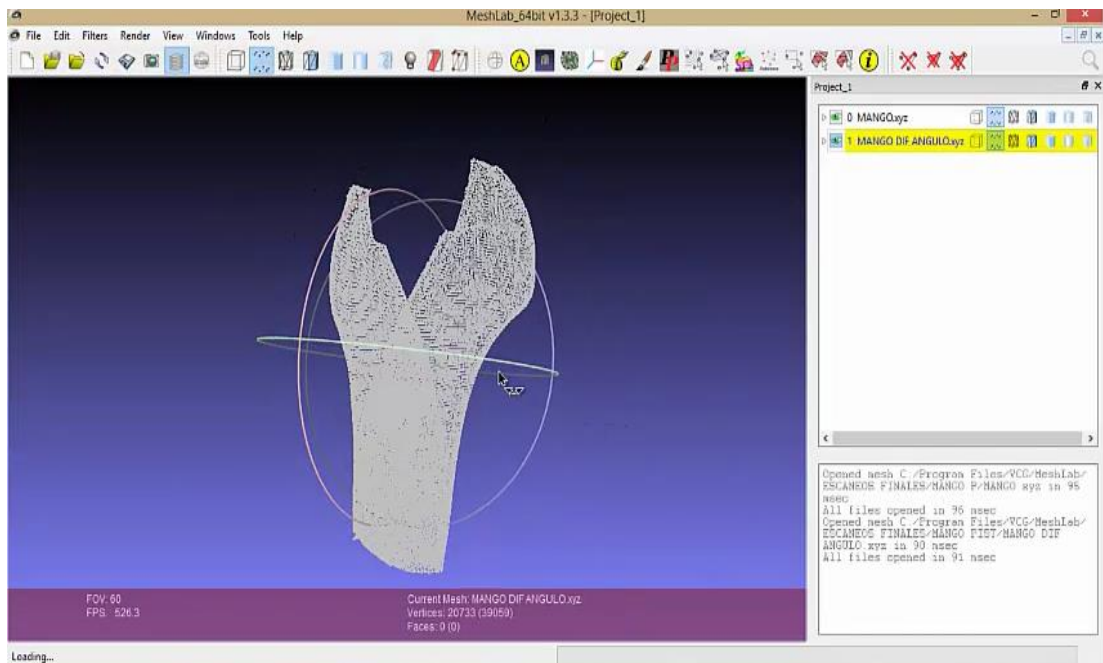 MeshLab_64bit v1.3.3 - [Project_1]
File Edit Filters Render View Windows Tools Help
Project_1
0 MANGO.xyz
1 MANGO DIF ANGULO.xyz
Opened mesh C:/Program Files/VCG/MeshLab/
ESCANEOS FINALES/MANGO P/MANGO xyz in 95
msec
All files opened in 96 msec
Opened mesh C:/Program Files/VCG/MeshLab/
ESCANEOS FINALES/MANGO PIST/MANGO DIF
ANGULO.xyz in 90 msec
All files opened in 91 msec
FOV: 60
FPS: 526.3
Current Mesh: MANGO DIF ANGULO.xyz
Vertices: 20733 (39059)
Faces: 0 (0)
Loading...